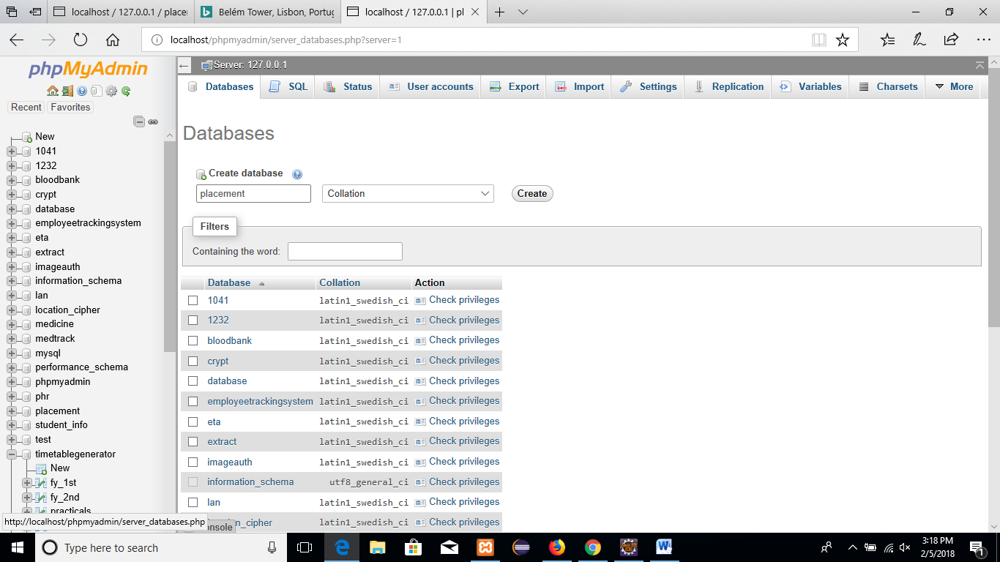 localhost / 127.0.0.1 / placer
Belém Tower, Lisbon, Portug
localhost / 127.0.0.1 | pl
localhost/phpmyadmin/server_databases.php?server=1
phpMyAdmin
Recent
Favorites
New
1041
1232
bloodbank
crypt
database
employeetrackingsystem
eta
extract
imageauth
information_schema
lan
location_cipher
medicine
medtrack
mysql
performance_schema
phpmyadmin
phr
placement
student_info
test
timetablegenerator
New
fy_1st
fy_2nd
practicals
http://localhost/phpmyadmin/server_databases.php
Server: 127.0.0.1
Databases
SQL
Status
User accounts
Export
Import
Settings
Replication
Variables
Charsets
More
Databases
Create database
placement
Collation
Create
Filters
Containing the word:
Database Collation Action
1041 latin1_swedish_ci Check privileges
1232 latin1_swedish_ci Check privileges
bloodbank latin1_swedish_ci Check privileges
crypt latin1_swedish_ci Check privileges
database latin1_swedish_ci Check privileges
employeetrackingsystem latin1_swedish_ci Check privileges
eta latin1_swedish_ci Check privileges
extract latin1_swedish_ci Check privileges
imageauth latin1_swedish_ci Check privileges
information_schema utf8_general_ci Check privileges
lan latin1_swedish_ci Check privileges
n_cipher latin1_swedish_ci Check privileges
onsole
Type here to search
W
3:18 PM
2/5/2018
1